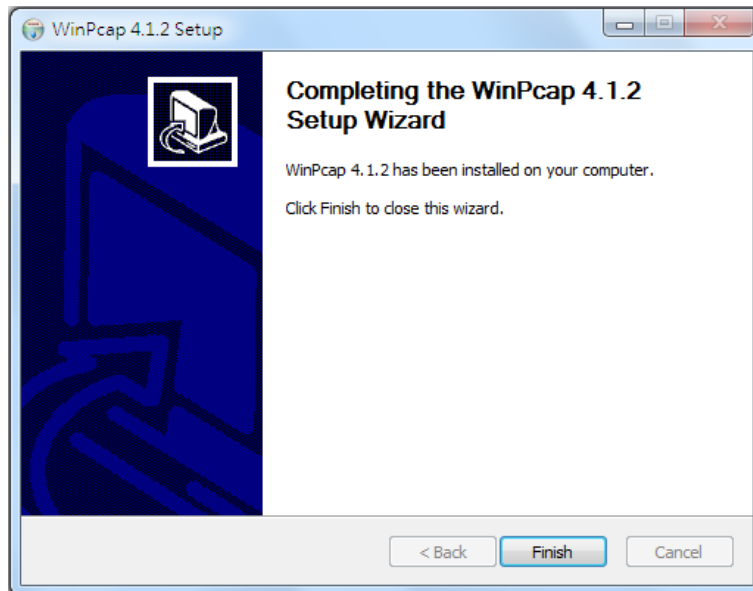 WinPcap 4.1.2 Setup
Completing the WinPcap 4.1.2
Setup Wizard
WinPcap 4.1.2 has been installed on your computer.
Click Finish to close this wizard.
< Back
Finish
Cancel